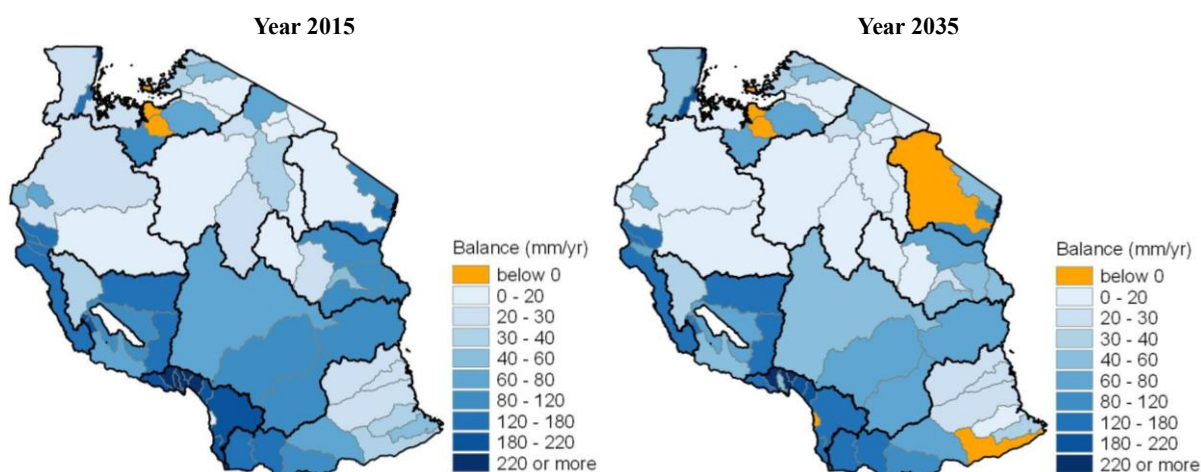 Year 2015
Year 2035
Balance (mm/yr)
below 0
0 - 20
20 - 30
30 - 40
40 - 60
60 - 80
80 - 120
120 - 180
180 - 220
220 or more
Balance (mm/yr)
below 0
0 - 20
20 - 30
30 - 40
40 - 60
60 - 80
80 - 120
120 - 180
180 - 220
220 or more